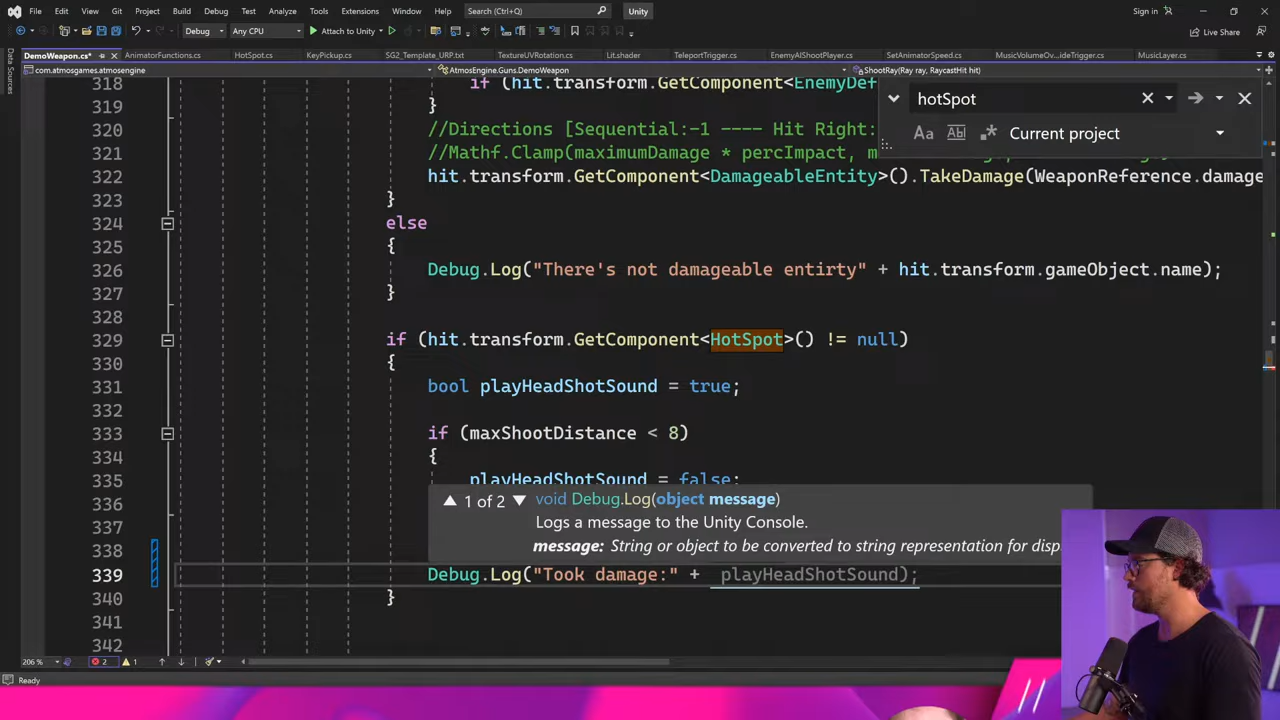 File Edit View Git Project Build Debug Test Analyze Tools Extensions Window Help Search (Ctrl+Q) Unity Sign in
Debug Any CPU Attach to Unity Live Share
DemoWeapon.cs* AnimatorFunctions.cs HotSpot.cs KeyPickup.cs SG2_Template_URP.txt TextureUVRotation.cs Lit.shader TeleportTrigger.cs EnemyAIShootPlayer.cs SetAnimatorSpeed.cs MusicVolumeOv...ideTrigger.cs MusicLayer.cs
Data Sources
com.atmosgames.atmosengine AtmosEngine.Guns.DemoWeapon ShootRay(Ray ray, RaycastHit hit)
hotSpot
Aa Abl Current project
318 if (hit.transform.GetComponent<EnemyDef
319 }
320 //Directions [Sequential:-1 ---- Hit Right:
321 //Mathf.Clamp(maximumDamage * percImpact, m
322 hit.transform.GetComponent<DamageableEntity>().TakeDamage(WeaponReference.damage
323 }
324 else
325 {
326 Debug.Log("There's not damageable entirty" + hit.transform.gameObject.name);
327 }
328
329 if (hit.transform.GetComponent<HotSpot>() != null)
330 {
331 bool playHeadShotSound = true;
332
333 if (maxShootDistance < 8)
334 {
335 playHeadShotSound = false;
336
▲ 1 of 2 ▼ void Debug.Log(object message)
Logs a message to the Unity Console.
message: String or object to be converted to string representation for disp
337
338
339 Debug.Log("Took damage:" + playHeadShotSound);
340 }
341
342
206 % 2 1
Ready